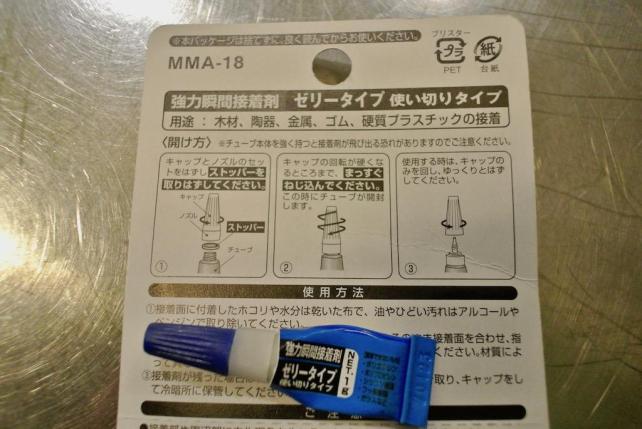 ※本パッケージは捨てずに、良く読んでからお使いください。
MMA-18
ブリスター
プラ
PET
紙
台紙
強力瞬間接着剤 ゼリータイプ 使い切りタイプ
用途：木材、陶器、金属、ゴム、硬質プラスチックの接着
〈開け方〉※チューブ本体を強く持つと接着剤が飛び出る恐れがありますのでご注意ください。
キャップとノズルのセッ
トをはずしストッパーを
取りはずしてください。
キャップ
ノズル
ストッパー
チューブ
①
キャップの回転が硬くな
るところまで、まっすぐ
ねじ込んでください。
この時にチューブが開封
します。
②
使用する時は、キャップの
みを回し、ゆっくりとはず
してください。
③
使用方法
①接着面に付着したホコリや水分は乾いた布で、油やひどい汚れはアルコールや
ベンジンで取り除いてください。
接着面を合わせ、指
ください。材質によ
③接着剤が残った場合は
取り、キャップをし
て冷暗所に保管してください。
ご注意
強力瞬間接着剤
ゼリータイプ
使い切りタイプ
NET.1g